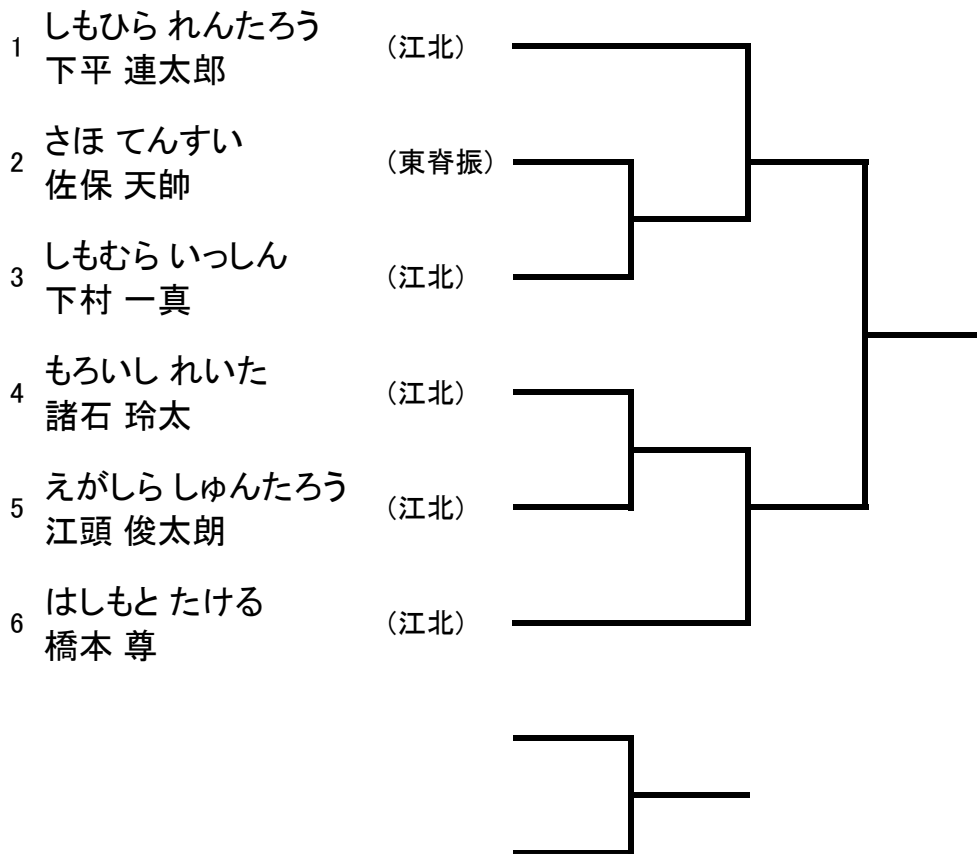 しもひら れんたろう
1 下平 連太郎 (江北)
さほ てんすい
2 佐保 天帥 (東脊振)
しもむら いっしん
3 下村 一真 (江北)
もろいし れいた
4 諸石 玲太 (江北)
えがしら しゅんたろう
5 江頭 俊太朗 (江北)
はしもと たける
6 橋本 尊 (江北)